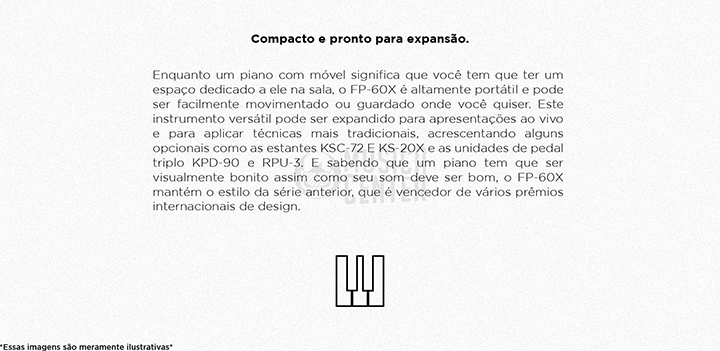 Compacto e pronto para expansão.
Enquanto um piano com móvel significa que você tem que ter um
espaço dedicado a ele na sala, o FP-60X é altamente portátil e pode
ser facilmente movimentado ou guardado onde você quiser. Este
instrumento versátil pode ser expandido para apresentações ao vivo
e para aplicar técnicas mais tradicionais, acrescentando alguns
opcionais como as estantes KSC-72 E KS-20X e as unidades de pedal
triplo KPD-90 e RPU-3. E sabendo que um piano tem que ser
visualmente bonito assim como seu som deve ser bom, o FP-60X
mantém o estilo da série anterior, que é vencedor de vários prêmios
internacionais de design.
MUSICAL
CENTER
*Essas imagens são meramente ilustrativas*